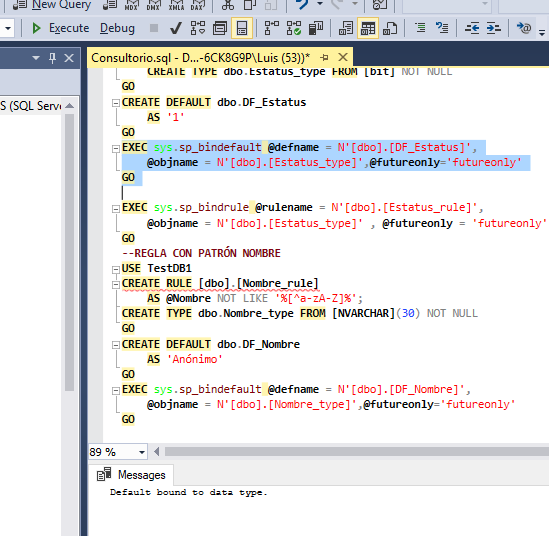 New Query
MDX DMX XMLA DAX
Execute Debug
S (SQL Serve
Consultorio.sql - D...-6CK8G9P\Luis (53))*
CREATE TYPE dbo.Estatus_type FROM [bit] NOT NULL
GO
CREATE DEFAULT dbo.DF_Estatus
AS '1'
GO
EXEC sys.sp_bindefault @defname = N'[dbo].[DF_Estatus]',
@objname = N'[dbo].[Estatus_type]',@futureonly='futureonly'
GO
EXEC sys.sp_bindrule @rulename = N'[dbo].[Estatus_rule]',
@objname = N'[dbo].[Estatus_type]' , @futureonly = 'futureonly'
GO
--REGLA CON PATRÓN NOMBRE
USE TestDB1
CREATE RULE [dbo].[Nombre_rule]
AS @Nombre NOT LIKE '%[^a-zA-Z]%';
CREATE TYPE dbo.Nombre_type FROM [NVARCHAR](30) NOT NULL
GO
CREATE DEFAULT dbo.DF_Nombre
AS 'Anónimo'
GO
EXEC sys.sp_bindefault @defname = N'[dbo].[DF_Nombre]',
@objname = N'[dbo].[Nombre_type]',@futureonly='futureonly'
GO
89 %
Messages
Default bound to data type.